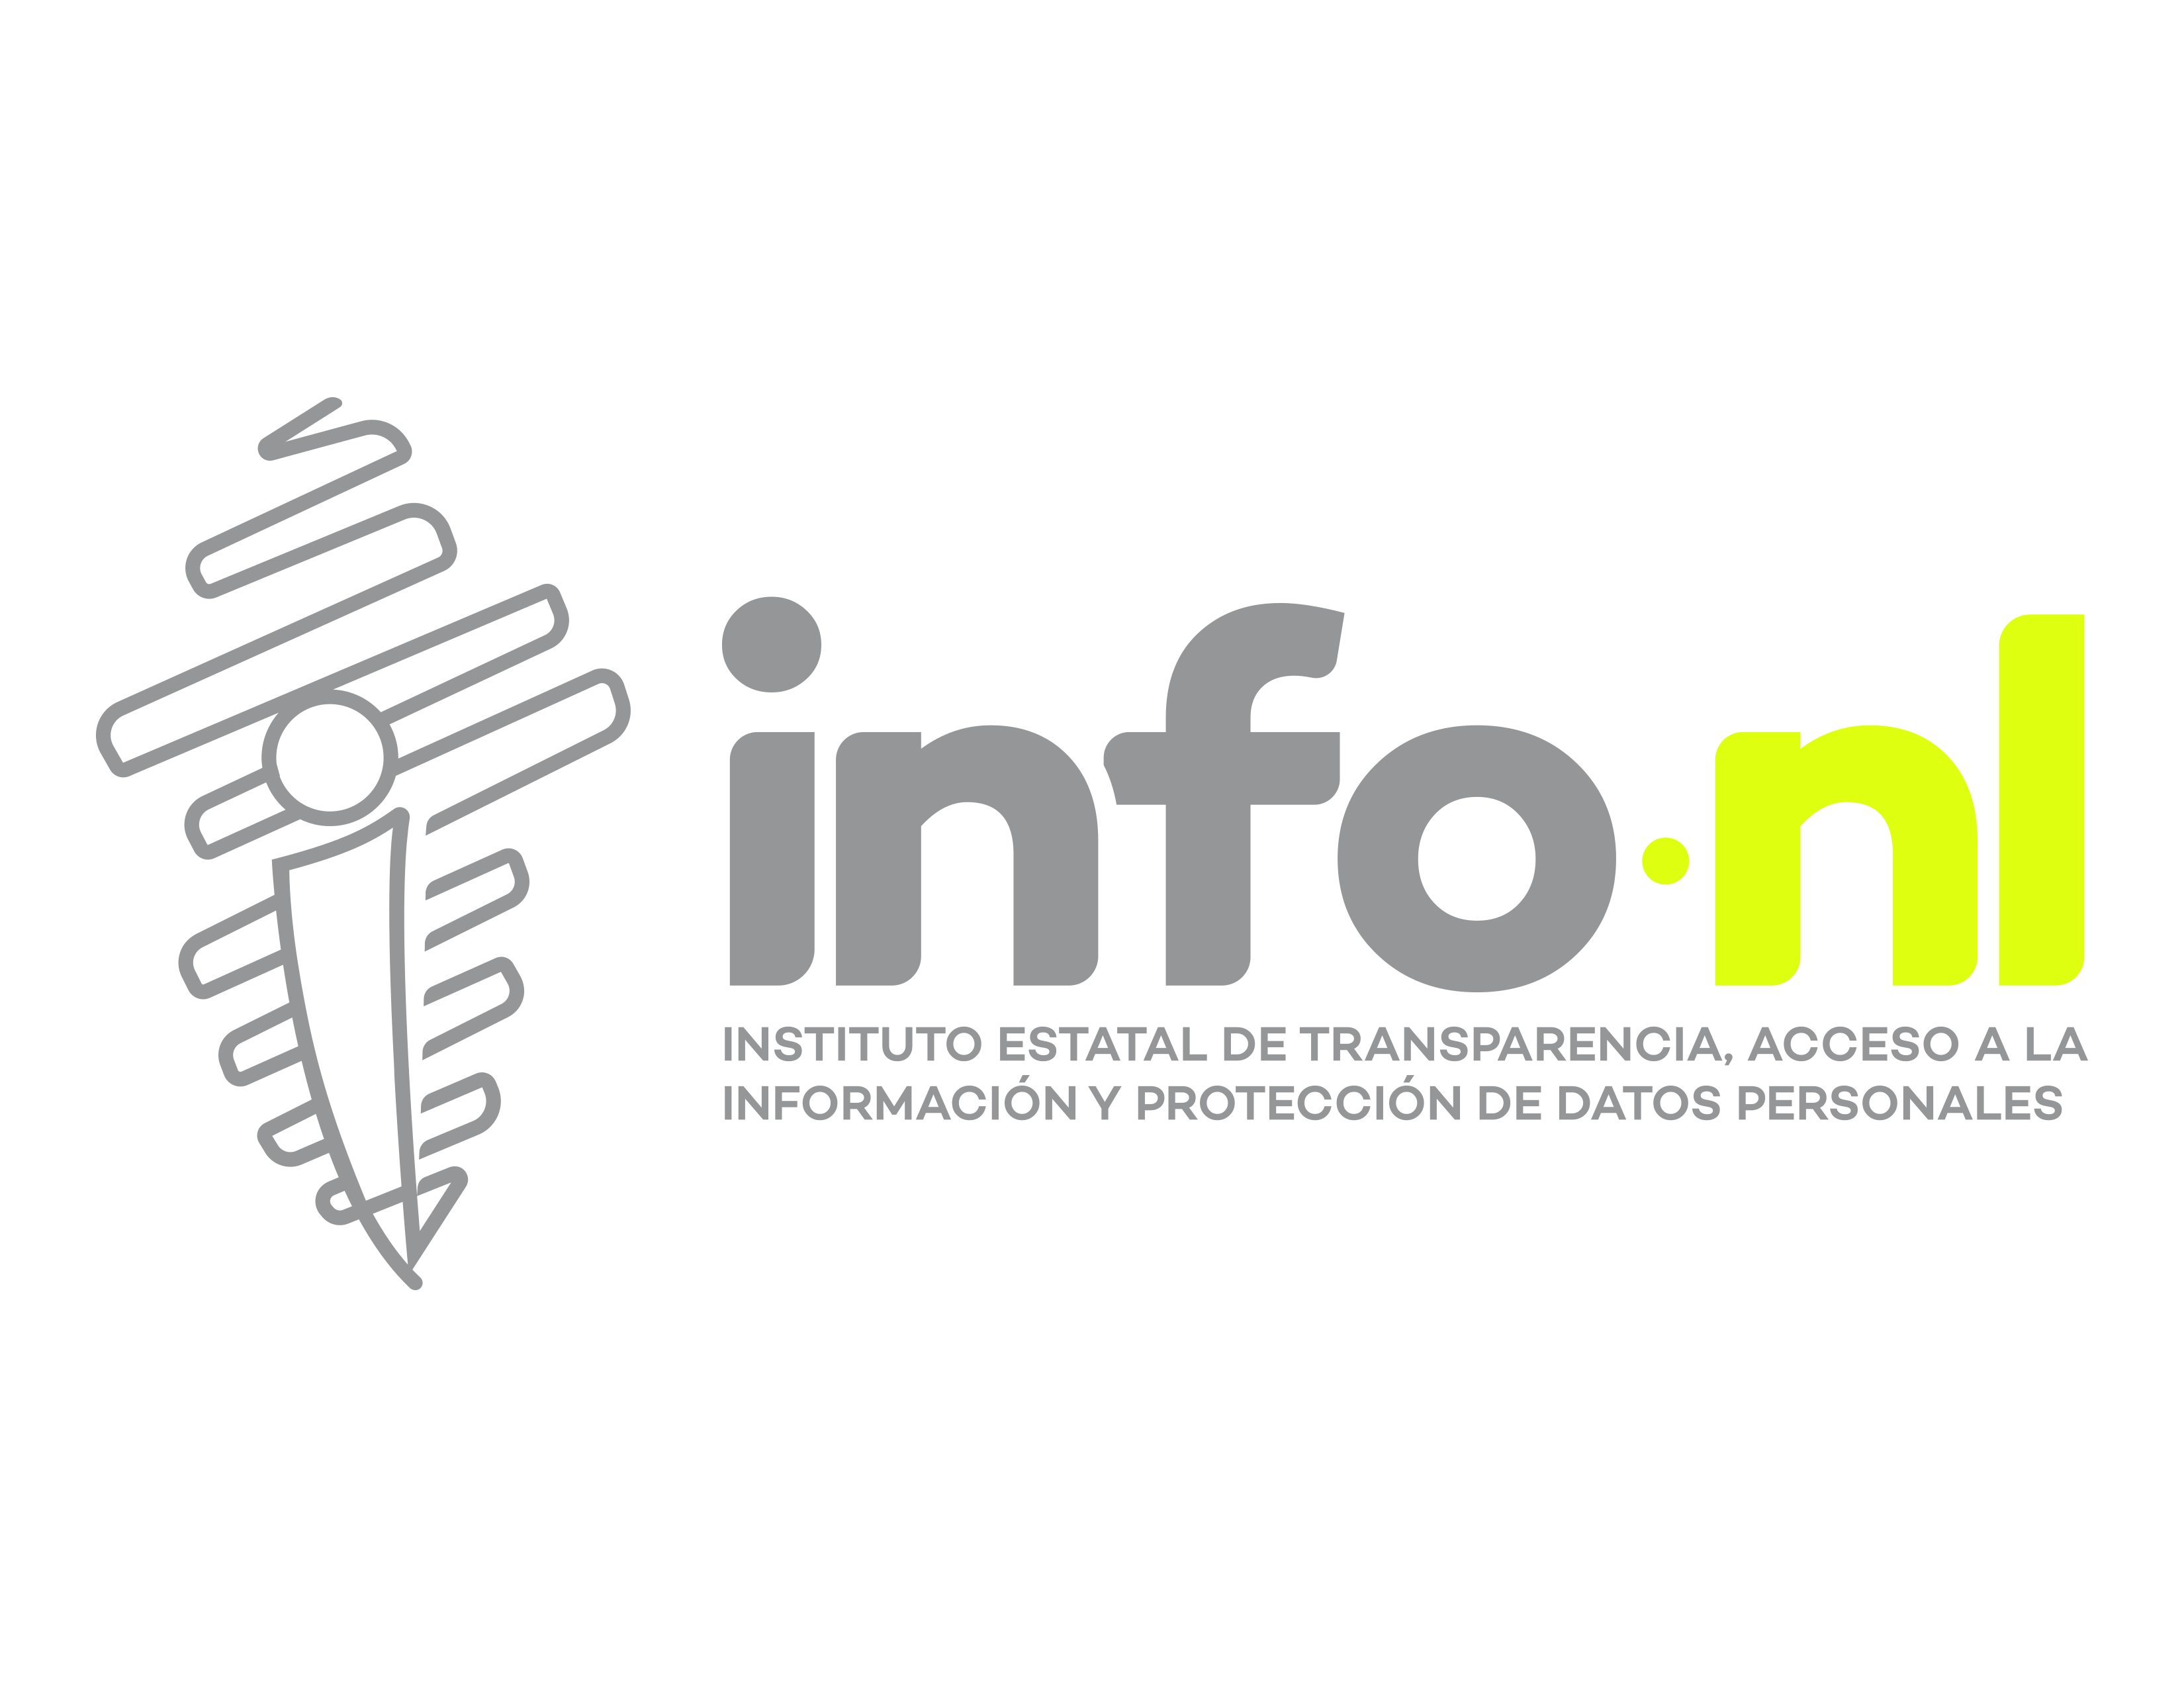 info.nl
INSTITUTO ESTATAL DE TRANSPARENCIA, ACCESO A LA
INFORMACIÓN Y PROTECCIÓN DE DATOS PERSONALES